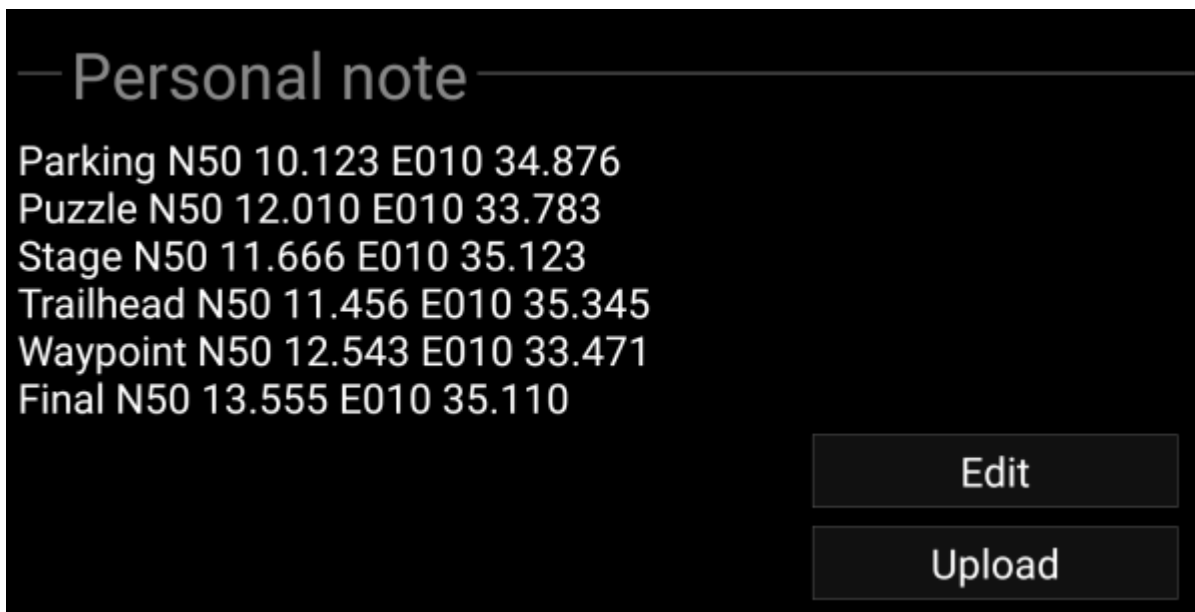 Personal note
Parking N50 10.123 E010 34.876
Puzzle N50 12.010 E010 33.783
Stage N50 11.666 E010 35.123
Trailhead N50 11.456 E010 35.345
Waypoint N50 12.543 E010 33.471
Final N50 13.555 E010 35.110
Edit
Upload